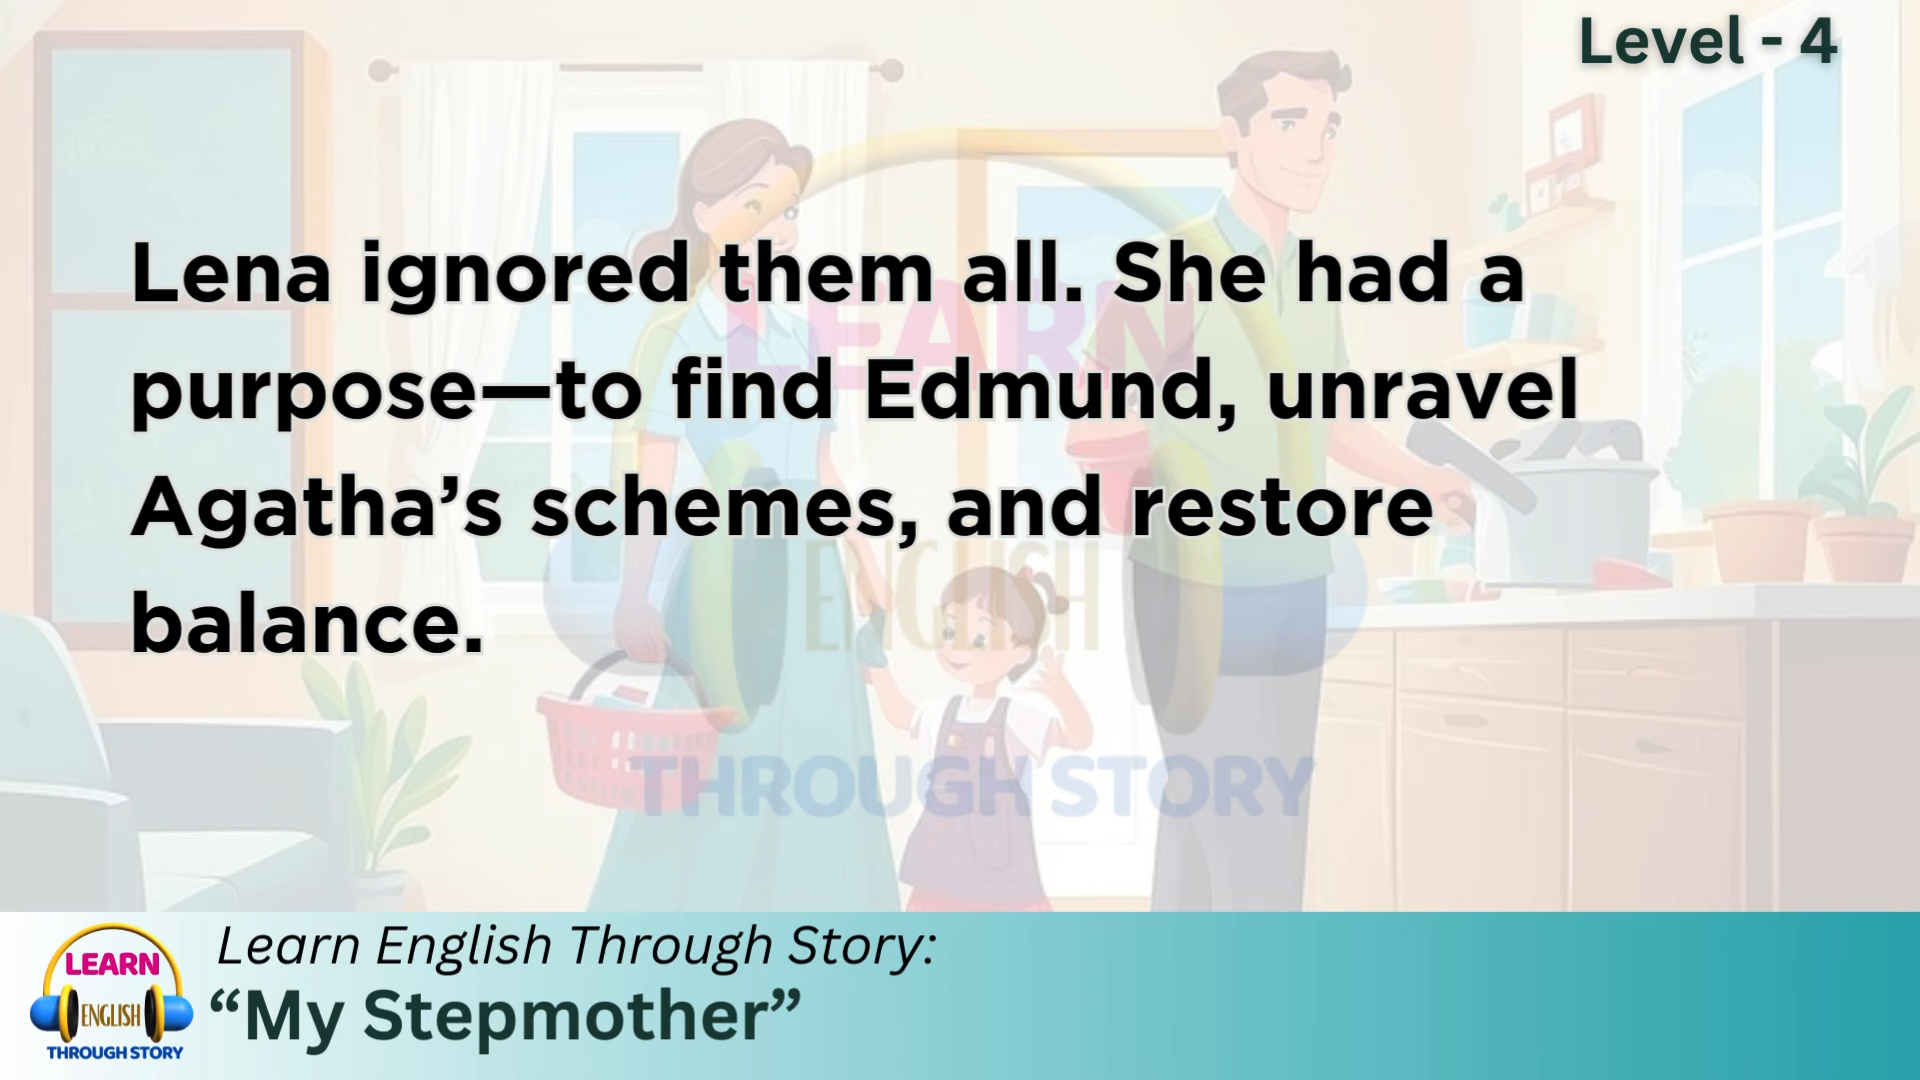 Level - 4
Lena ignored them all. She had a
purpose—to find Edmund, unravel
Agatha’s schemes, and restore
balance.
LEARN
ENGLISH
THROUGH STORY
Learn English Through Story:
“My Stepmother”
LEARN
ENGLISH
THROUGH STORY